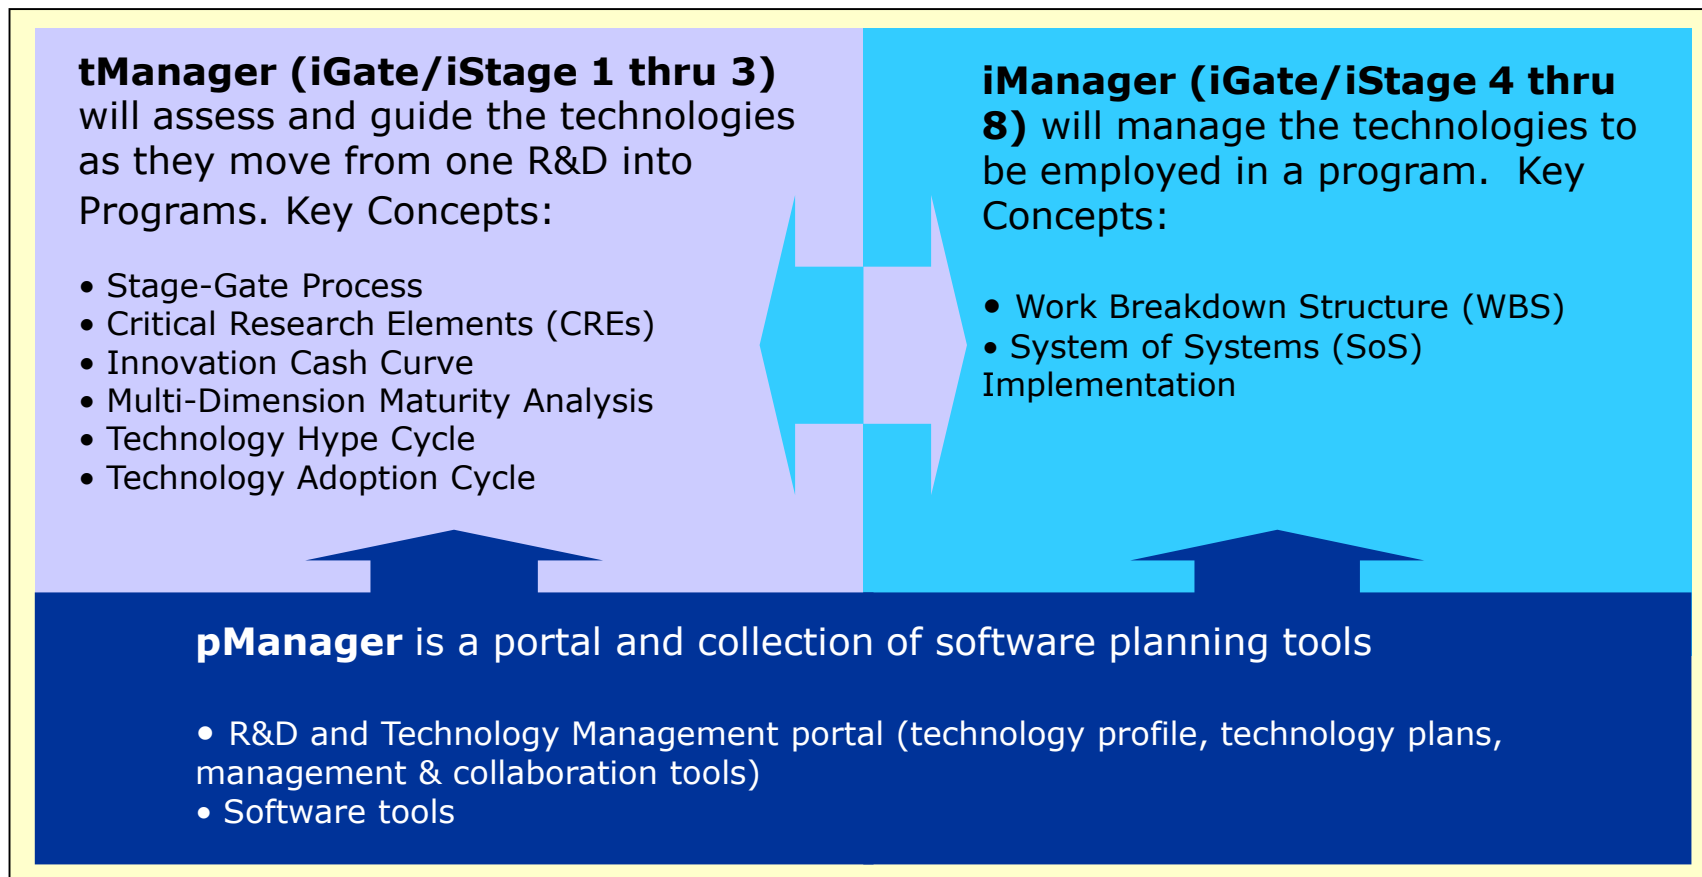 tManager (iGate/iStage 1 thru 3)
will assess and guide the technologies
as they move from one R&D into
Programs. Key Concepts:
• Stage-Gate Process
• Critical Research Elements (CREs)
• Innovation Cash Curve
• Multi-Dimension Maturity Analysis
• Technology Hype Cycle
• Technology Adoption Cycle
iManager (iGate/iStage 4 thru
8) will manage the technologies to
be employed in a program.  Key
Concepts:
• Work Breakdown Structure (WBS)
• System of Systems (SoS)
Implementation
pManager is a portal and collection of software planning tools
• R&D and Technology Management portal (technology profile, technology plans,
management & collaboration tools)
• Software tools